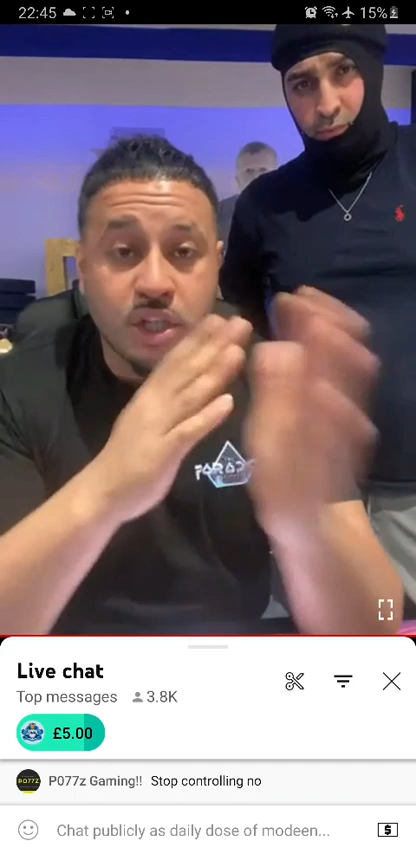 22:45
15%
Live chat
Top messages 3.8K
£5.00
P077z Gaming!! Stop controlling no
Chat publicly as daily dose of modeen...